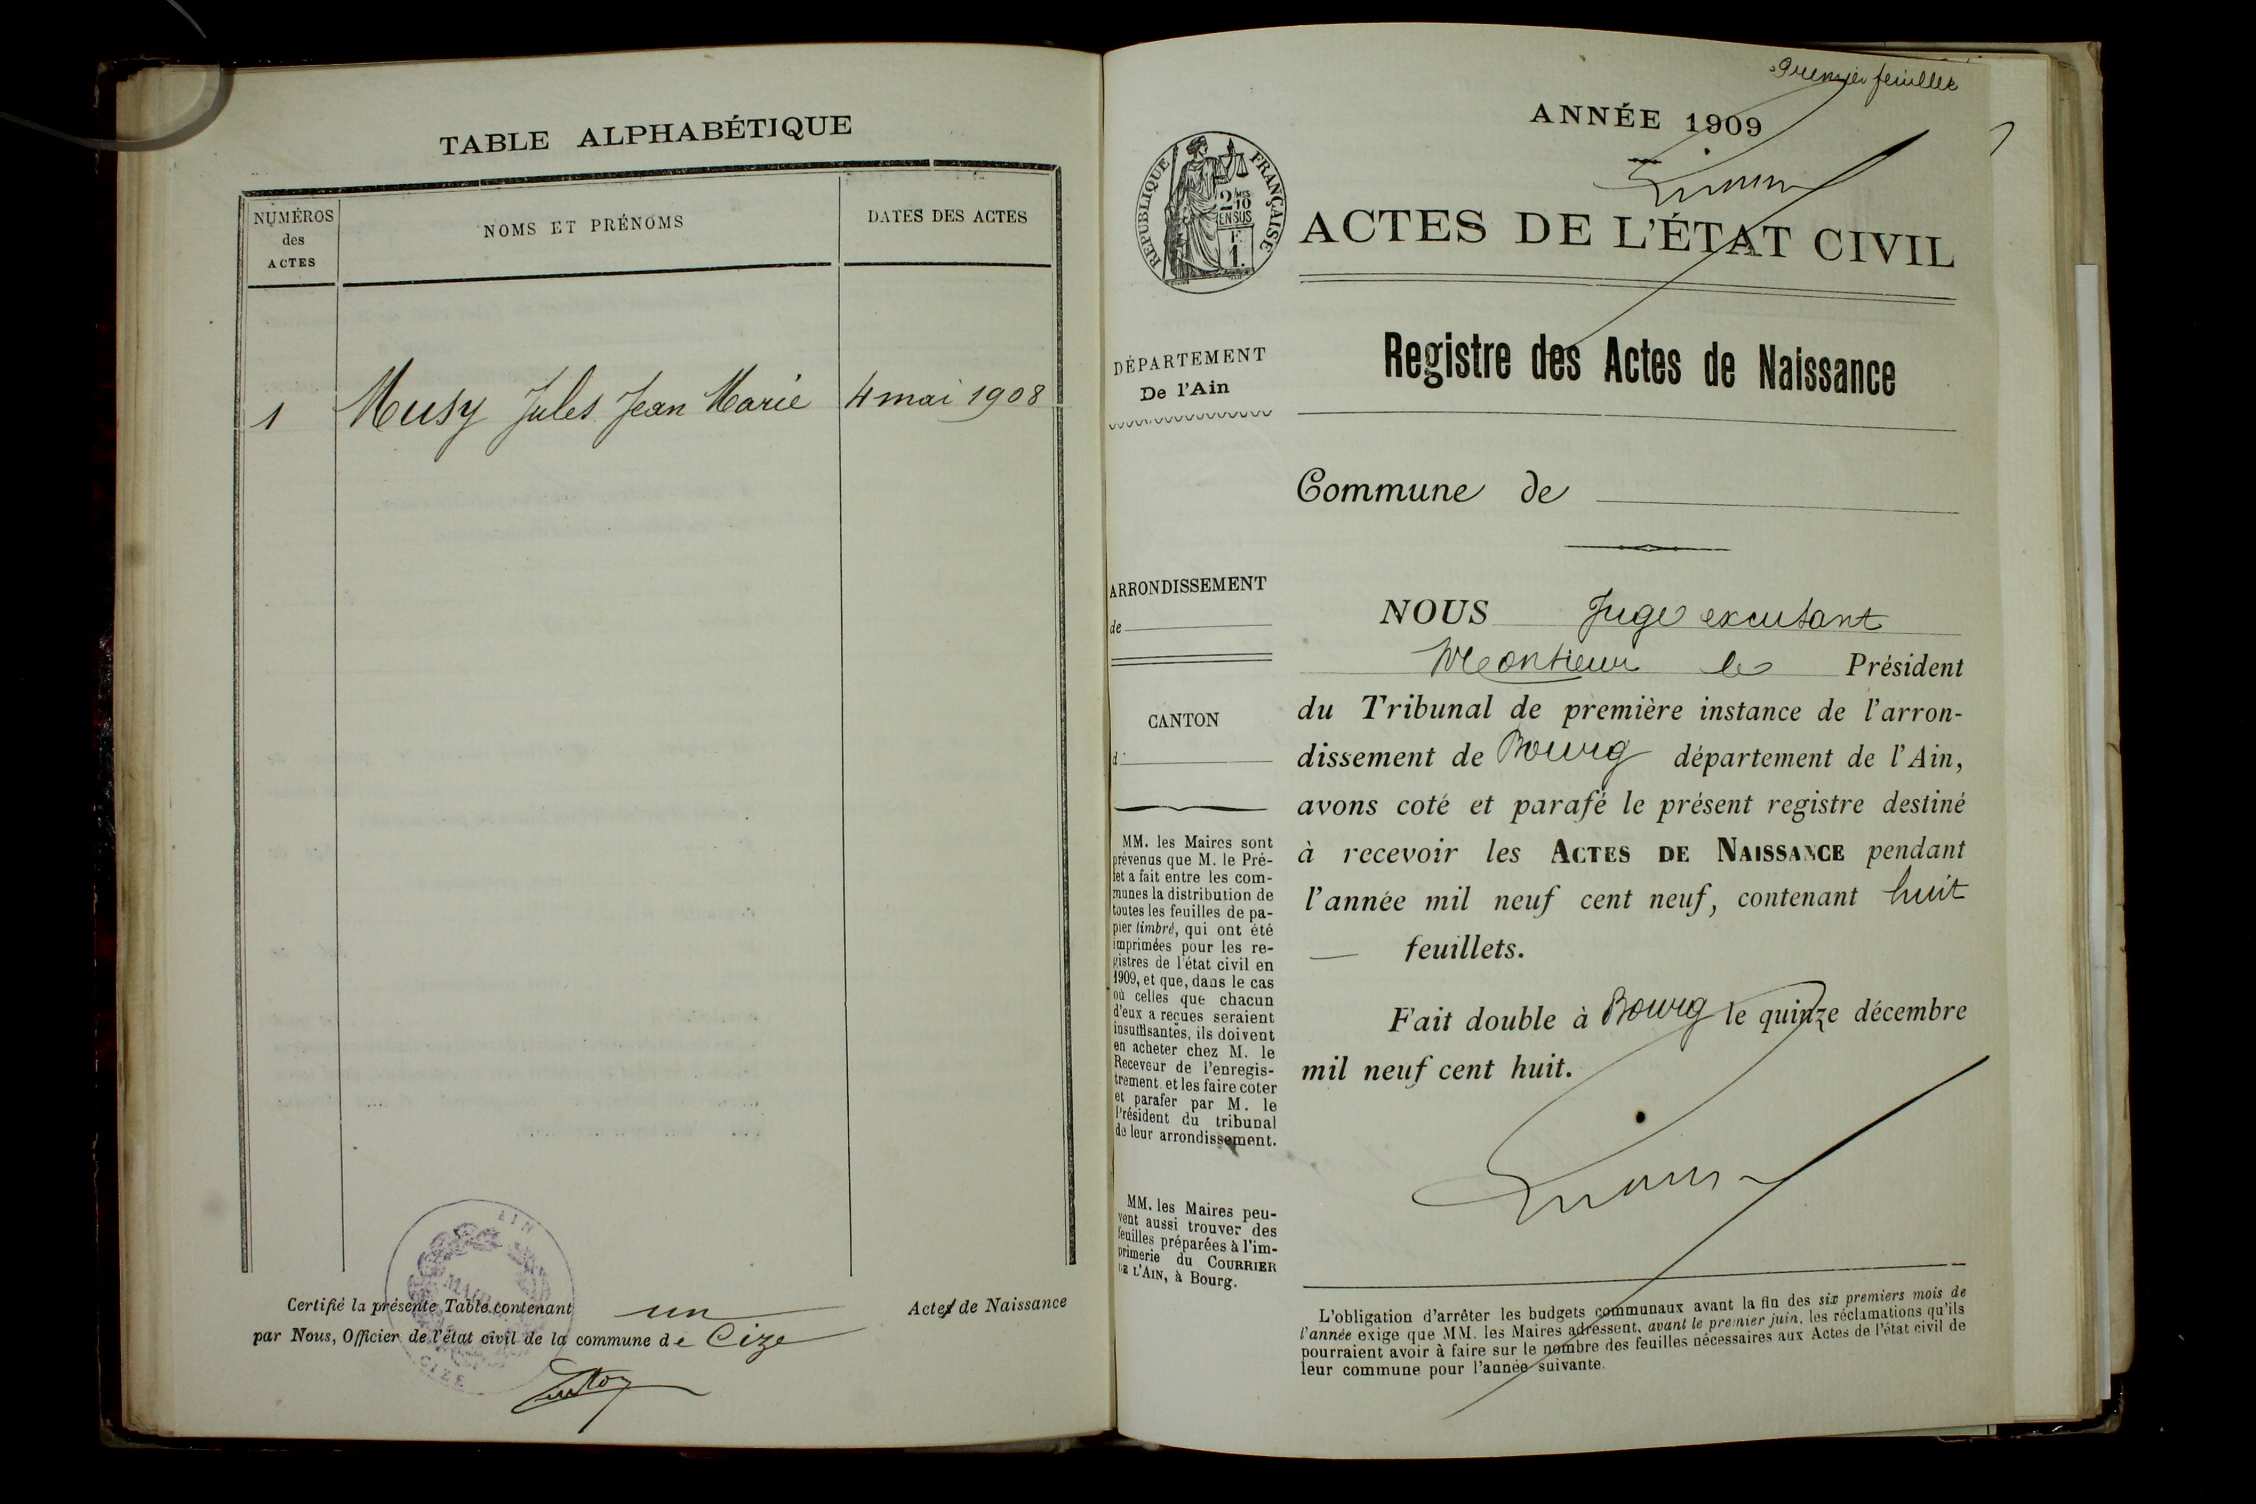 TABLE ALPHABÉTIQUE
NUMÉROS
des
ACTES
NOMS ET PRÉNOMS
DATES DES ACTES
1 Musy Jules Jean Marie 4 mai 1908
AIN
MAIRIE
CIZE
Certifié la présente Table contenant un Actes de Naissance
par Nous, Officier de l'état civil de la commune de Cize
Premier feuillet
ANNÉE 1909
RÉPUBLIQUE FRANÇAISE
2/10
EN SUS
1
ACTES DE L'ÉTAT CIVIL
DÉPARTEMENT
De l'Ain
Registre des Actes de Naissance
Commune de
ARRONDISSEMENT
de
CANTON
d
MM. les Maires sont
prévenus que M. le Pré-
fet a fait entre les com-
munes la distribution de
toutes les feuilles de pa-
pier timbré, qui ont été
imprimées pour les re-
gistres de l'état civil en
1909, et que, dans le cas
où celles que chacun
d'eux a reçues seraient
insuffisantes, ils doivent
en acheter chez M. le
Receveur de l'enregis-
trement et les faire coter
et parafer par M. le
Président du tribunal
de leur arrondissement.
MM. les Maires peu-
vent aussi trouver des
feuilles préparées à l'im-
primerie du COURRIER
DE L'AIN, à Bourg.
NOUS Juge excusant
Monsieur le Président
du Tribunal de première instance de l'arron-
dissement de Bourg département de l'Ain,
avons coté et parafé le présent registre destiné
à recevoir les ACTES DE NAISSANCE pendant
l'année mil neuf cent neuf, contenant huit
feuillets.
Fait double à Bourg le quinze décembre
mil neuf cent huit.
L'obligation d'arrêter les budgets communaux avant la fin des six premiers mois de
l'année exige que MM. les Maires adressent, avant le premier juin, les réclamations qu'ils
pourraient avoir à faire sur le nombre des feuilles nécessaires aux Actes de l'état civil de
leur commune pour l'année suivante.